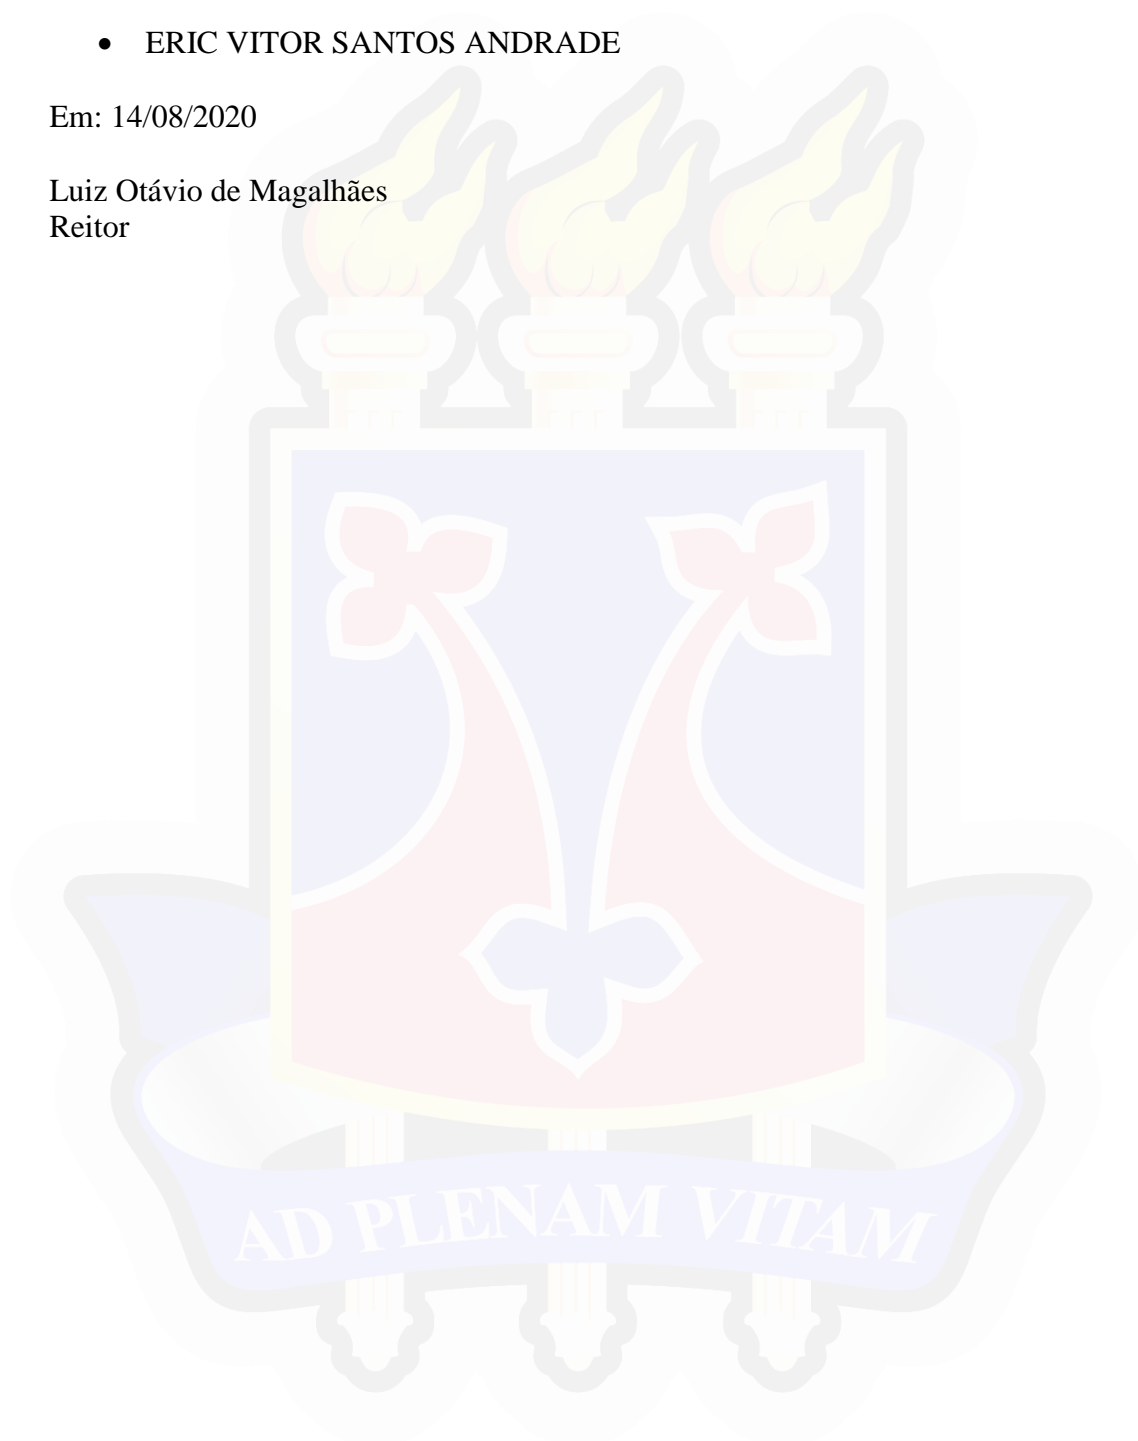 • ERIC VITOR SANTOS ANDRADE
Em: 14/08/2020
Luiz Otávio de Magalhães
Reitor
AD PLENAM VITAM